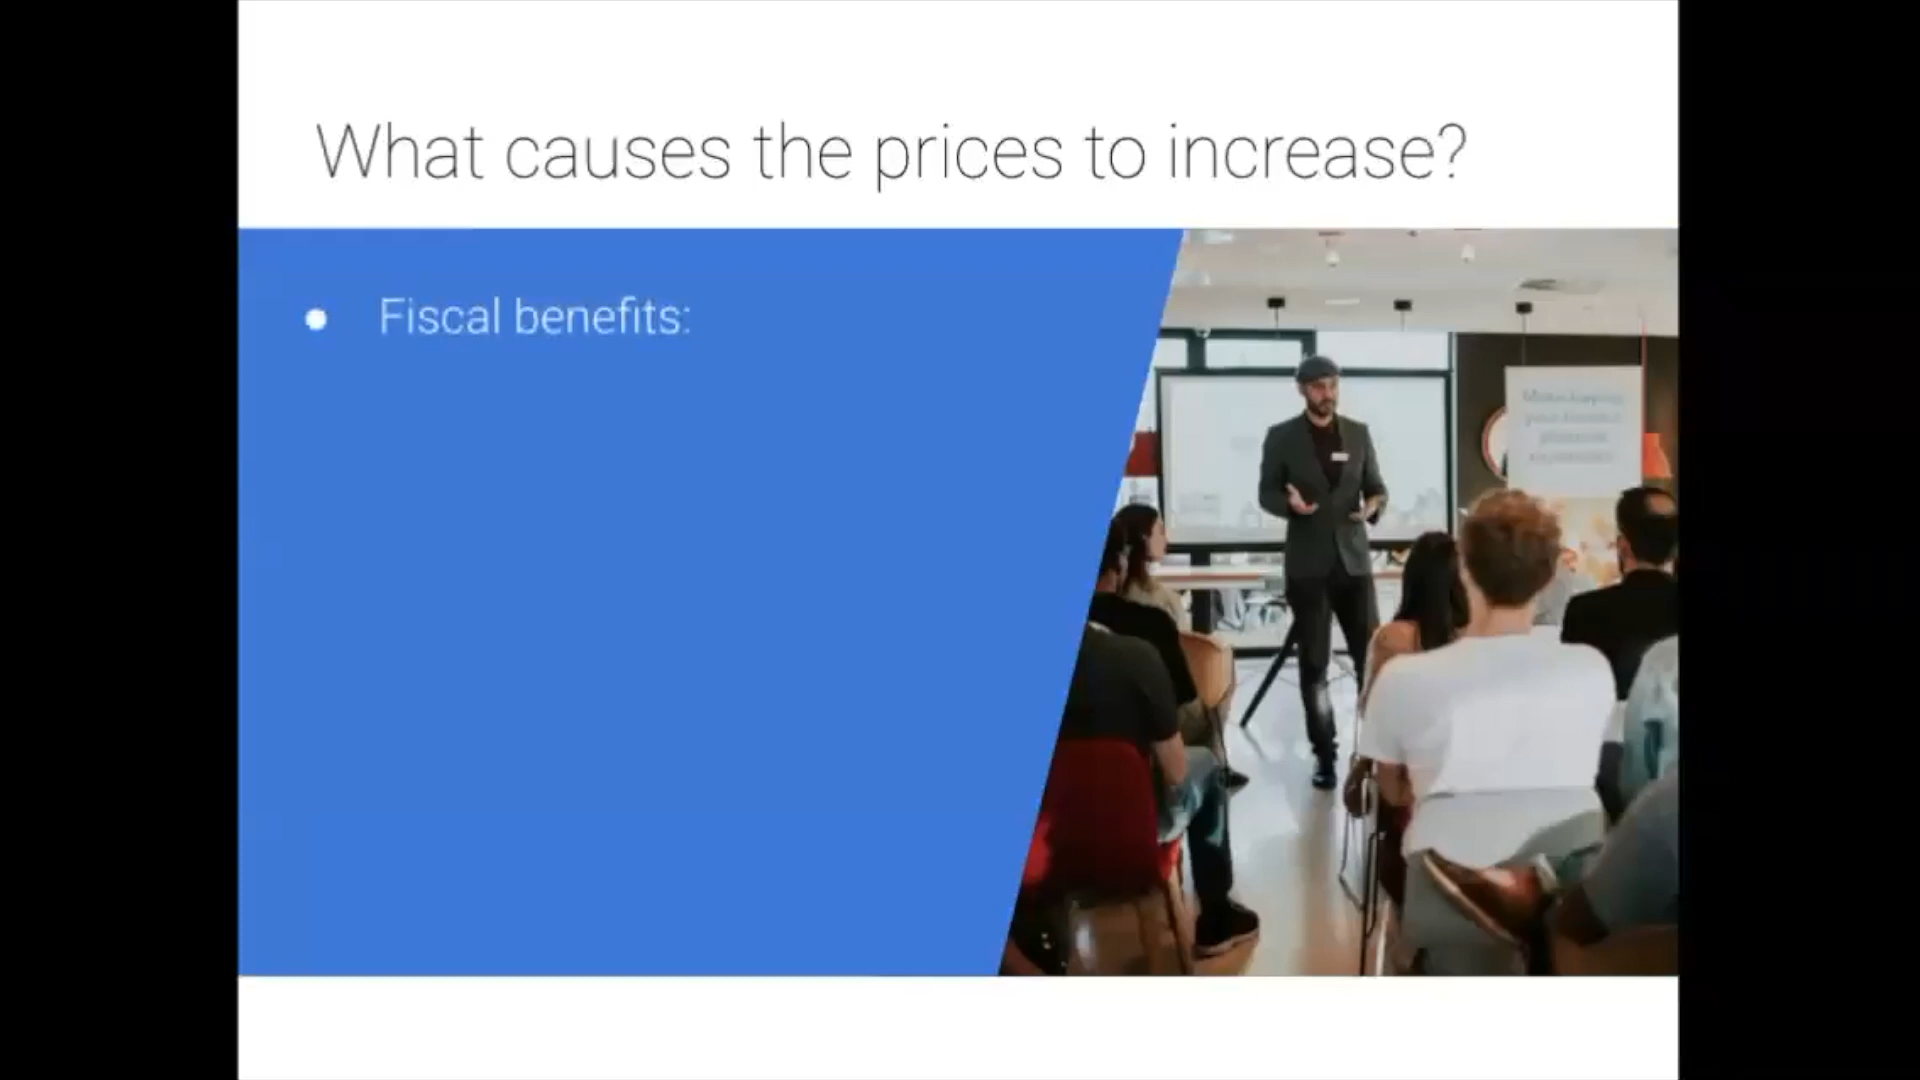 What causes the prices to increase?
Fiscal benefits: